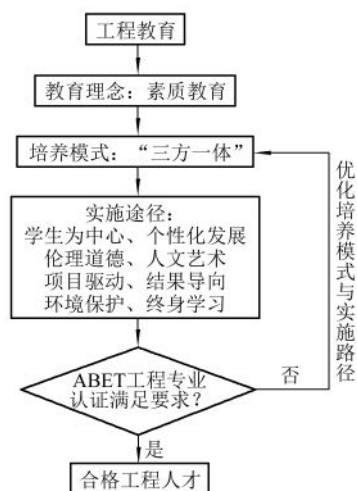 工程教育
教育理念：素质教育
培养模式：“三方一体”
实施途径：
学生为中心、个性化发展
伦理道德、人文艺术
项目驱动、结果导向
环境保护、终身学习
优化培养模式与实施路径
ABET工程专业
认证满足要求？
否
是
合格工程人才